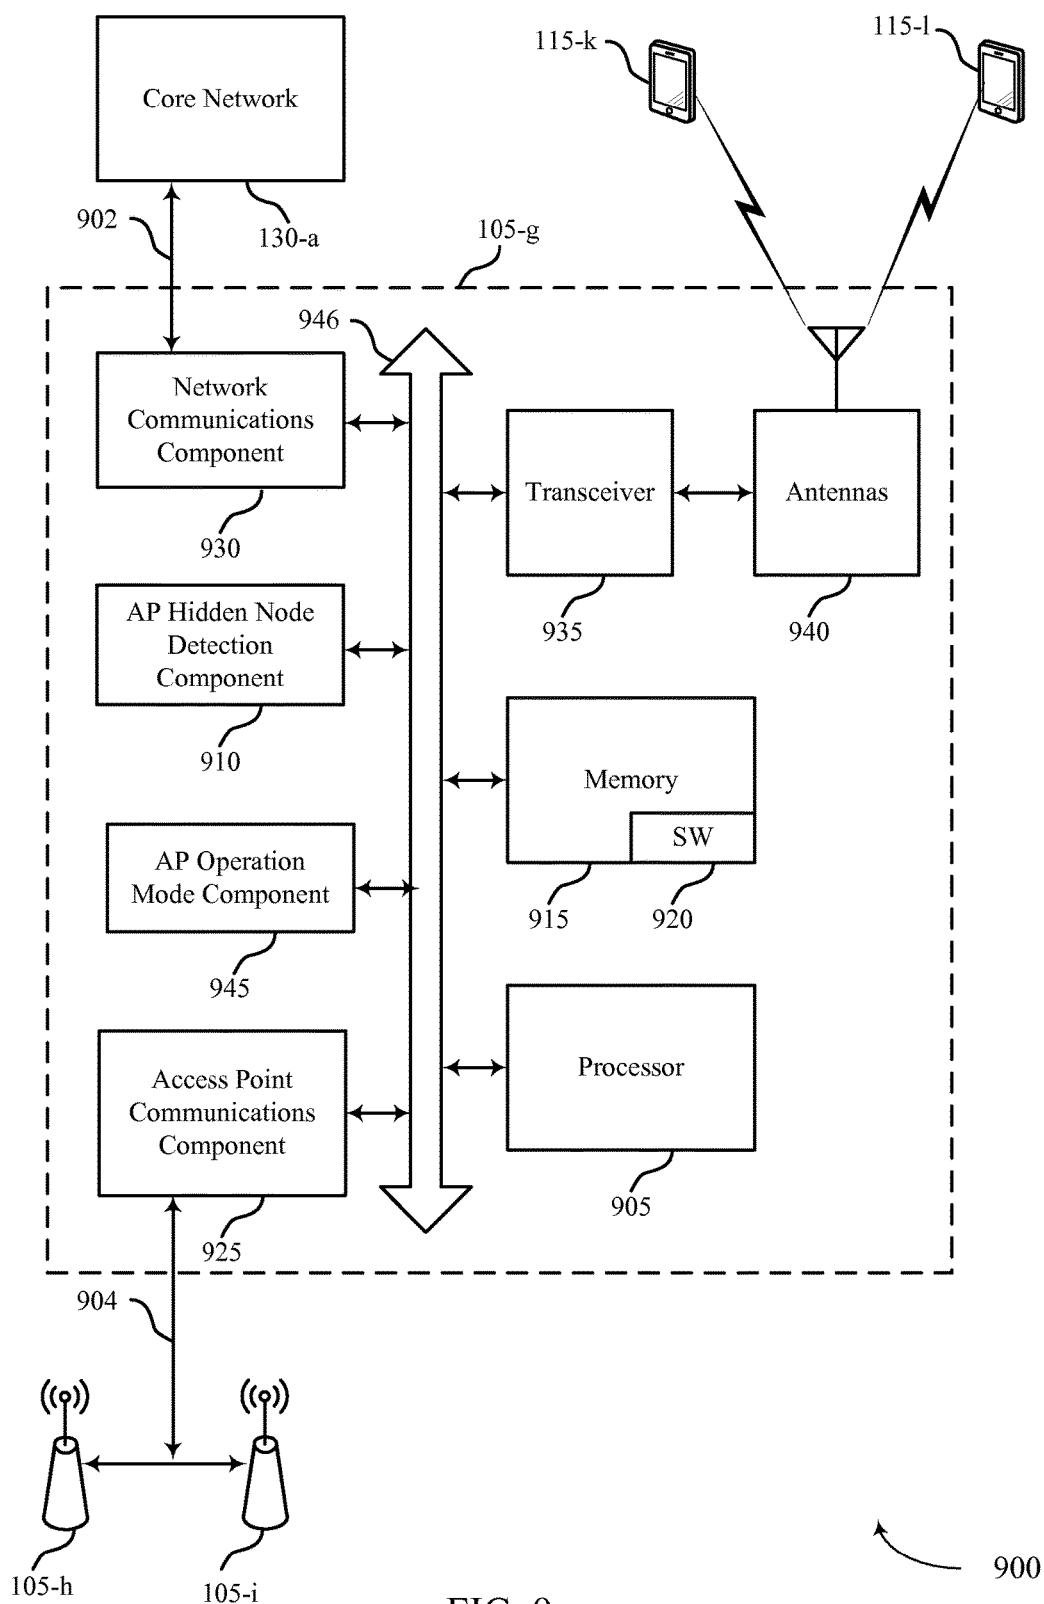 115-k
115-l
Core Network
902
130-a
105-g
946
Network
Communications
Component
930
Transceiver
935
Antennas
940
AP Hidden Node
Detection
Component
910
Memory
SW
915
920
AP Operation
Mode Component
945
Processor
905
Access Point
Communications
Component
925
904
105-h
105-i
900
FIG. 9